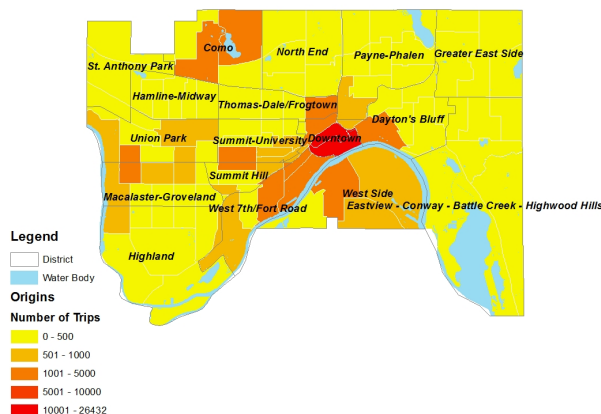 Como
North End
Payne-Phalen
Greater East Side
St. Anthony Park
Hamline-Midway
Thomas-Dale/Frogtown
Dayton's Bluff
Union Park
Summit-University
Downtown
Summit Hill
Macalaster-Groveland
West 7th/Fort Road
West Side
Eastview - Conway - Battle Creek - Highwood Hills
Highland
Legend
District
Water Body
Origins
Number of Trips
0 - 500
501 - 1000
1001 - 5000
5001 - 10000
10001 - 26432